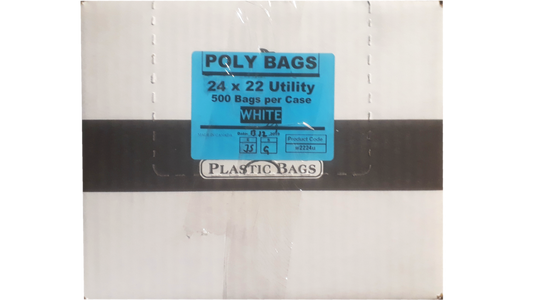 POLY BAGS
24 x 22 Utility
500 Bags per Case
WHITE
Product Code
PLASTIC BAGS